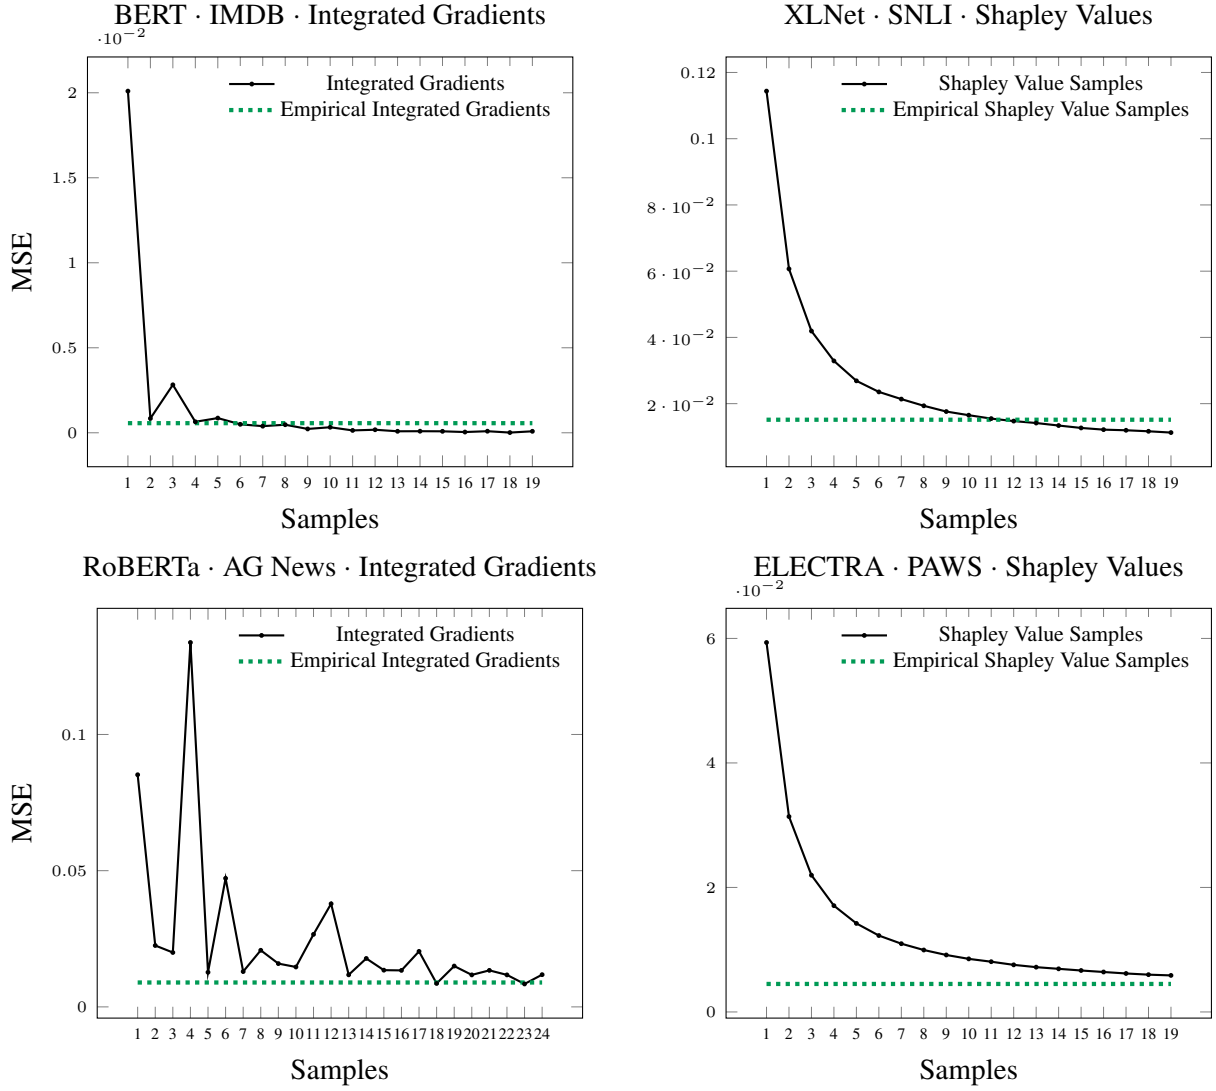 BERT · IMDB · Integrated Gradients
·10⁻²
Integrated Gradients
Empirical Integrated Gradients
2
1.5
1
0.5
0
MSE
1 2 3 4 5 6 7 8 9 10 11 12 13 14 15 16 17 18 19
Samples
XLNet · SNLI · Shapley Values
Shapley Value Samples
Empirical Shapley Value Samples
0.12
0.1
8 · 10⁻²
6 · 10⁻²
4 · 10⁻²
2 · 10⁻²
1 2 3 4 5 6 7 8 9 10 11 12 13 14 15 16 17 18 19
Samples
RoBERTa · AG News · Integrated Gradients
Integrated Gradients
Empirical Integrated Gradients
0.1
0.05
0
MSE
1 2 3 4 5 6 7 8 9 10 11 12 13 14 15 16 17 18 19 20 21 22 23 24
Samples
ELECTRA · PAWS · Shapley Values
·10⁻²
Shapley Value Samples
Empirical Shapley Value Samples
6
4
2
0
1 2 3 4 5 6 7 8 9 10 11 12 13 14 15 16 17 18 19
Samples